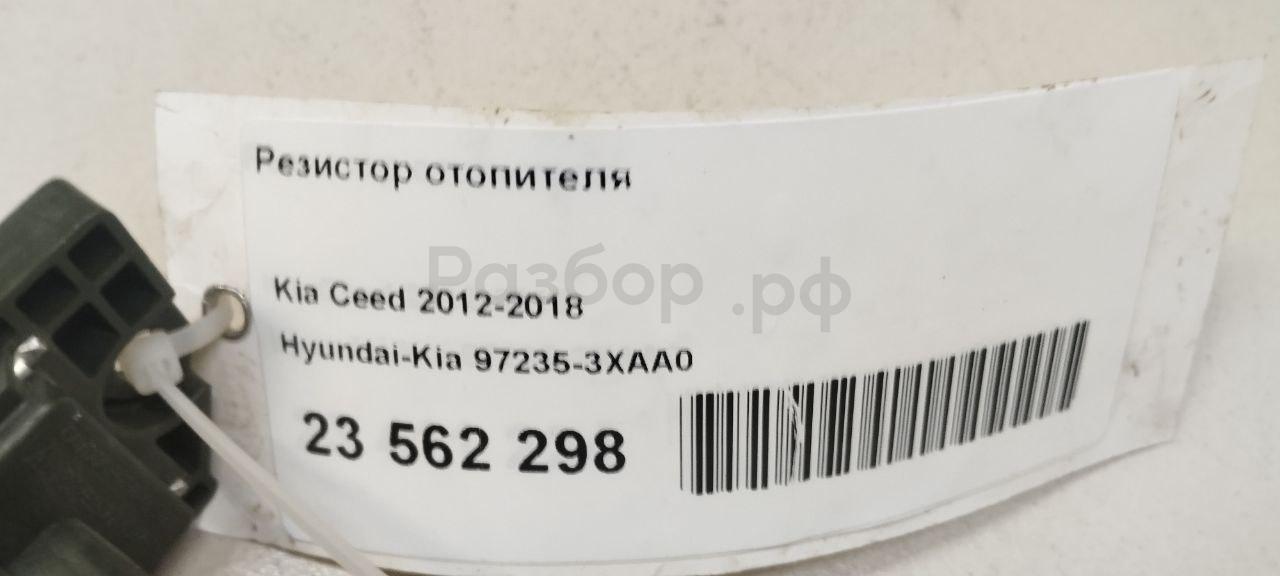 Резистор отопителя
Разбор .рф
Kia Ceed 2012-2018
Hyundai-Kia 97235-3XAA0
23 562 298